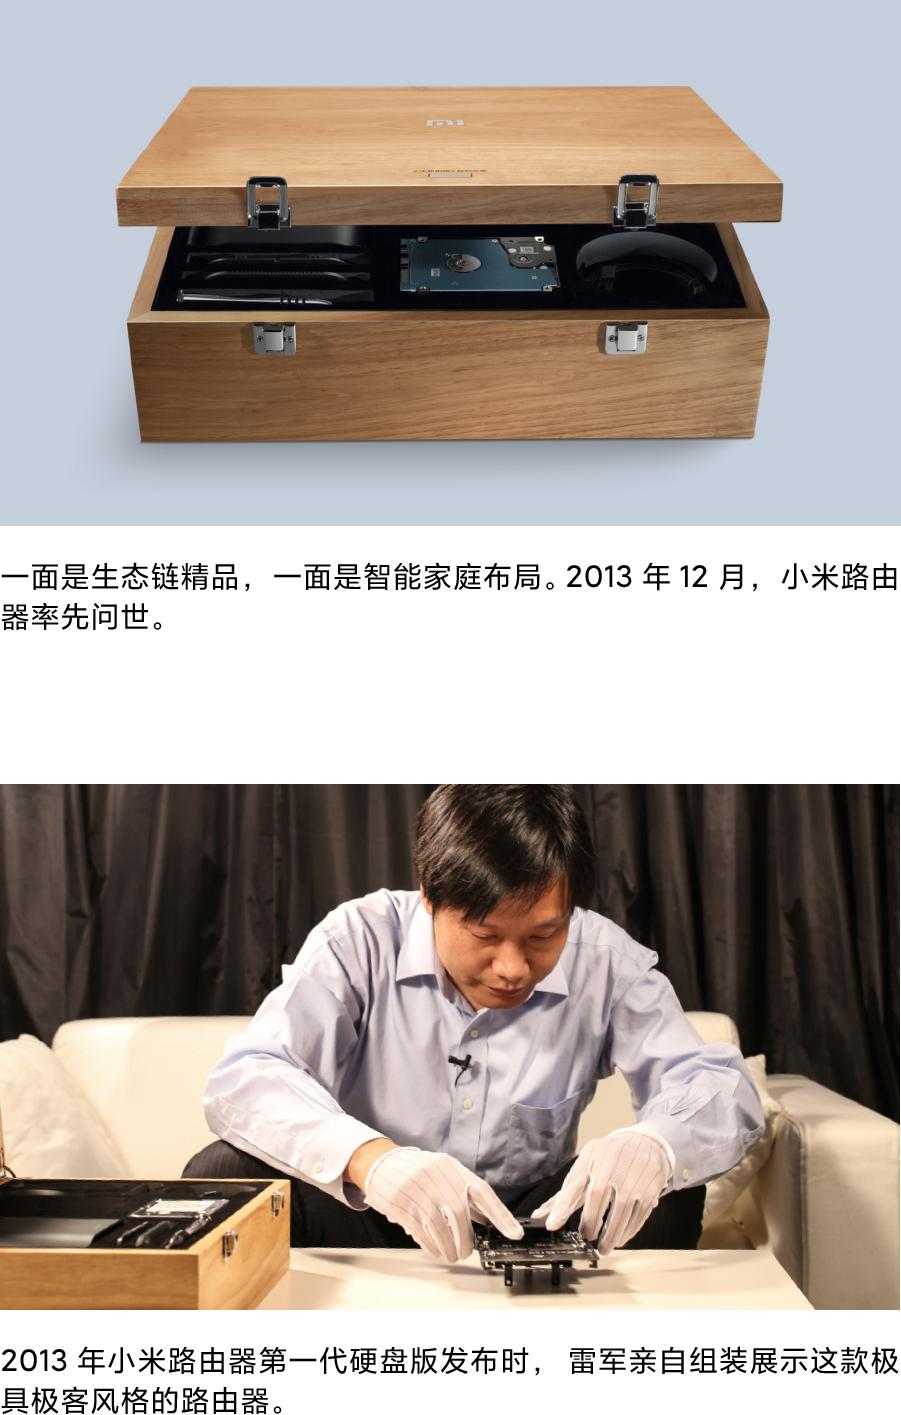 一面是生态链精品，一面是智能家庭布局。2013 年 12 月，小米路由
器率先问世。
2013 年小米路由器第一代硬盘版发布时， 雷军亲自组装展示这款极
具极客风格的路由器。